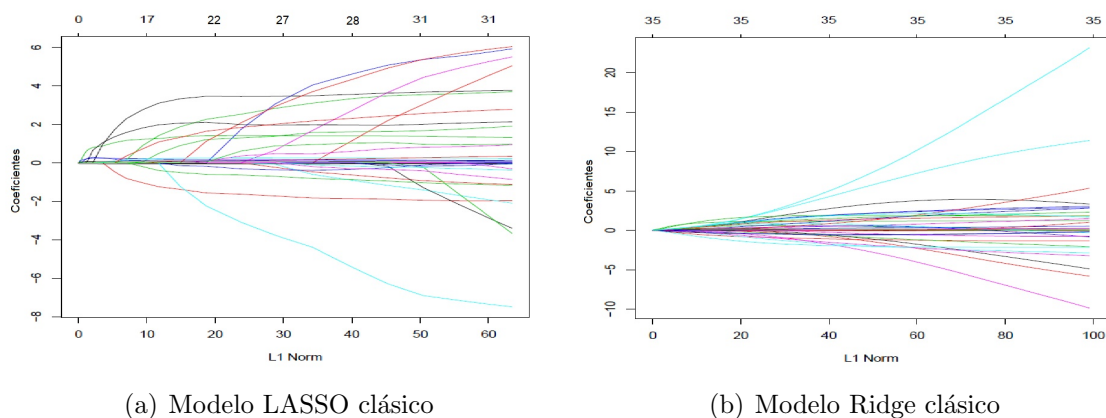 0 17 22 27 28 31 31
6
4
2
0
-2
-4
-6
-8
Coeficientes
0 10 20 30 40 50 60
L1 Norm
(a) Modelo LASSO clásico
35 35 35 35 35 35
20
15
10
5
0
-5
-10
Coeficientes
0 20 40 60 80 100
L1 Norm
(b) Modelo Ridge clásico